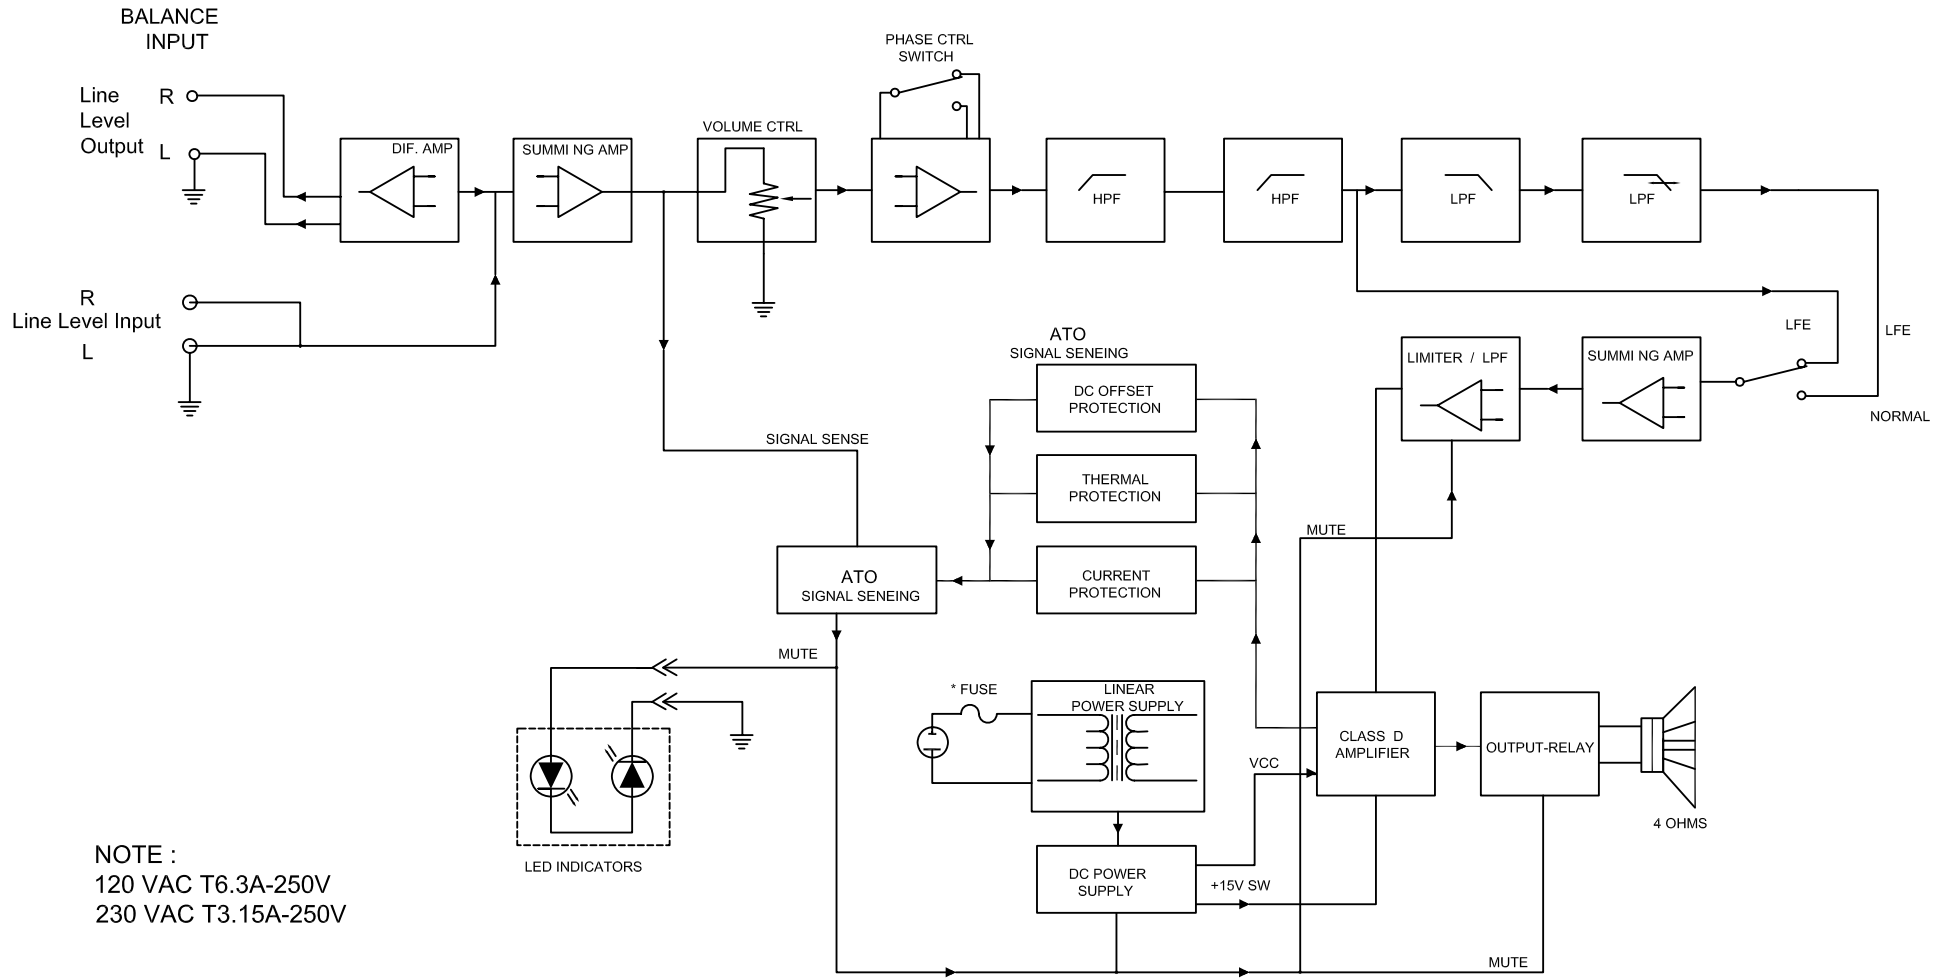 BALANCE
INPUT
Line
Level
Output
R
L
DIF. AMP
SUMMI NG AMP
VOLUME CTRL
PHASE CTRL
SWITCH
HPF
HPF
LPF
LPF
R
Line Level Input
L
LFE
LFE
NORMAL
SUMMI NG AMP
LIMITER / LPF
ATO
SIGNAL SENEING
DC OFFSET
PROTECTION
THERMAL
PROTECTION
CURRENT
PROTECTION
SIGNAL SENSE
ATO
SIGNAL SENEING
MUTE
MUTE
* FUSE
LINEAR
POWER SUPPLY
CLASS D
AMPLIFIER
OUTPUT-RELAY
4 OHMS
VCC
DC POWER
SUPPLY
+15V SW
MUTE
LED INDICATORS
NOTE :
120 VAC T6.3A-250V
230 VAC T3.15A-250V